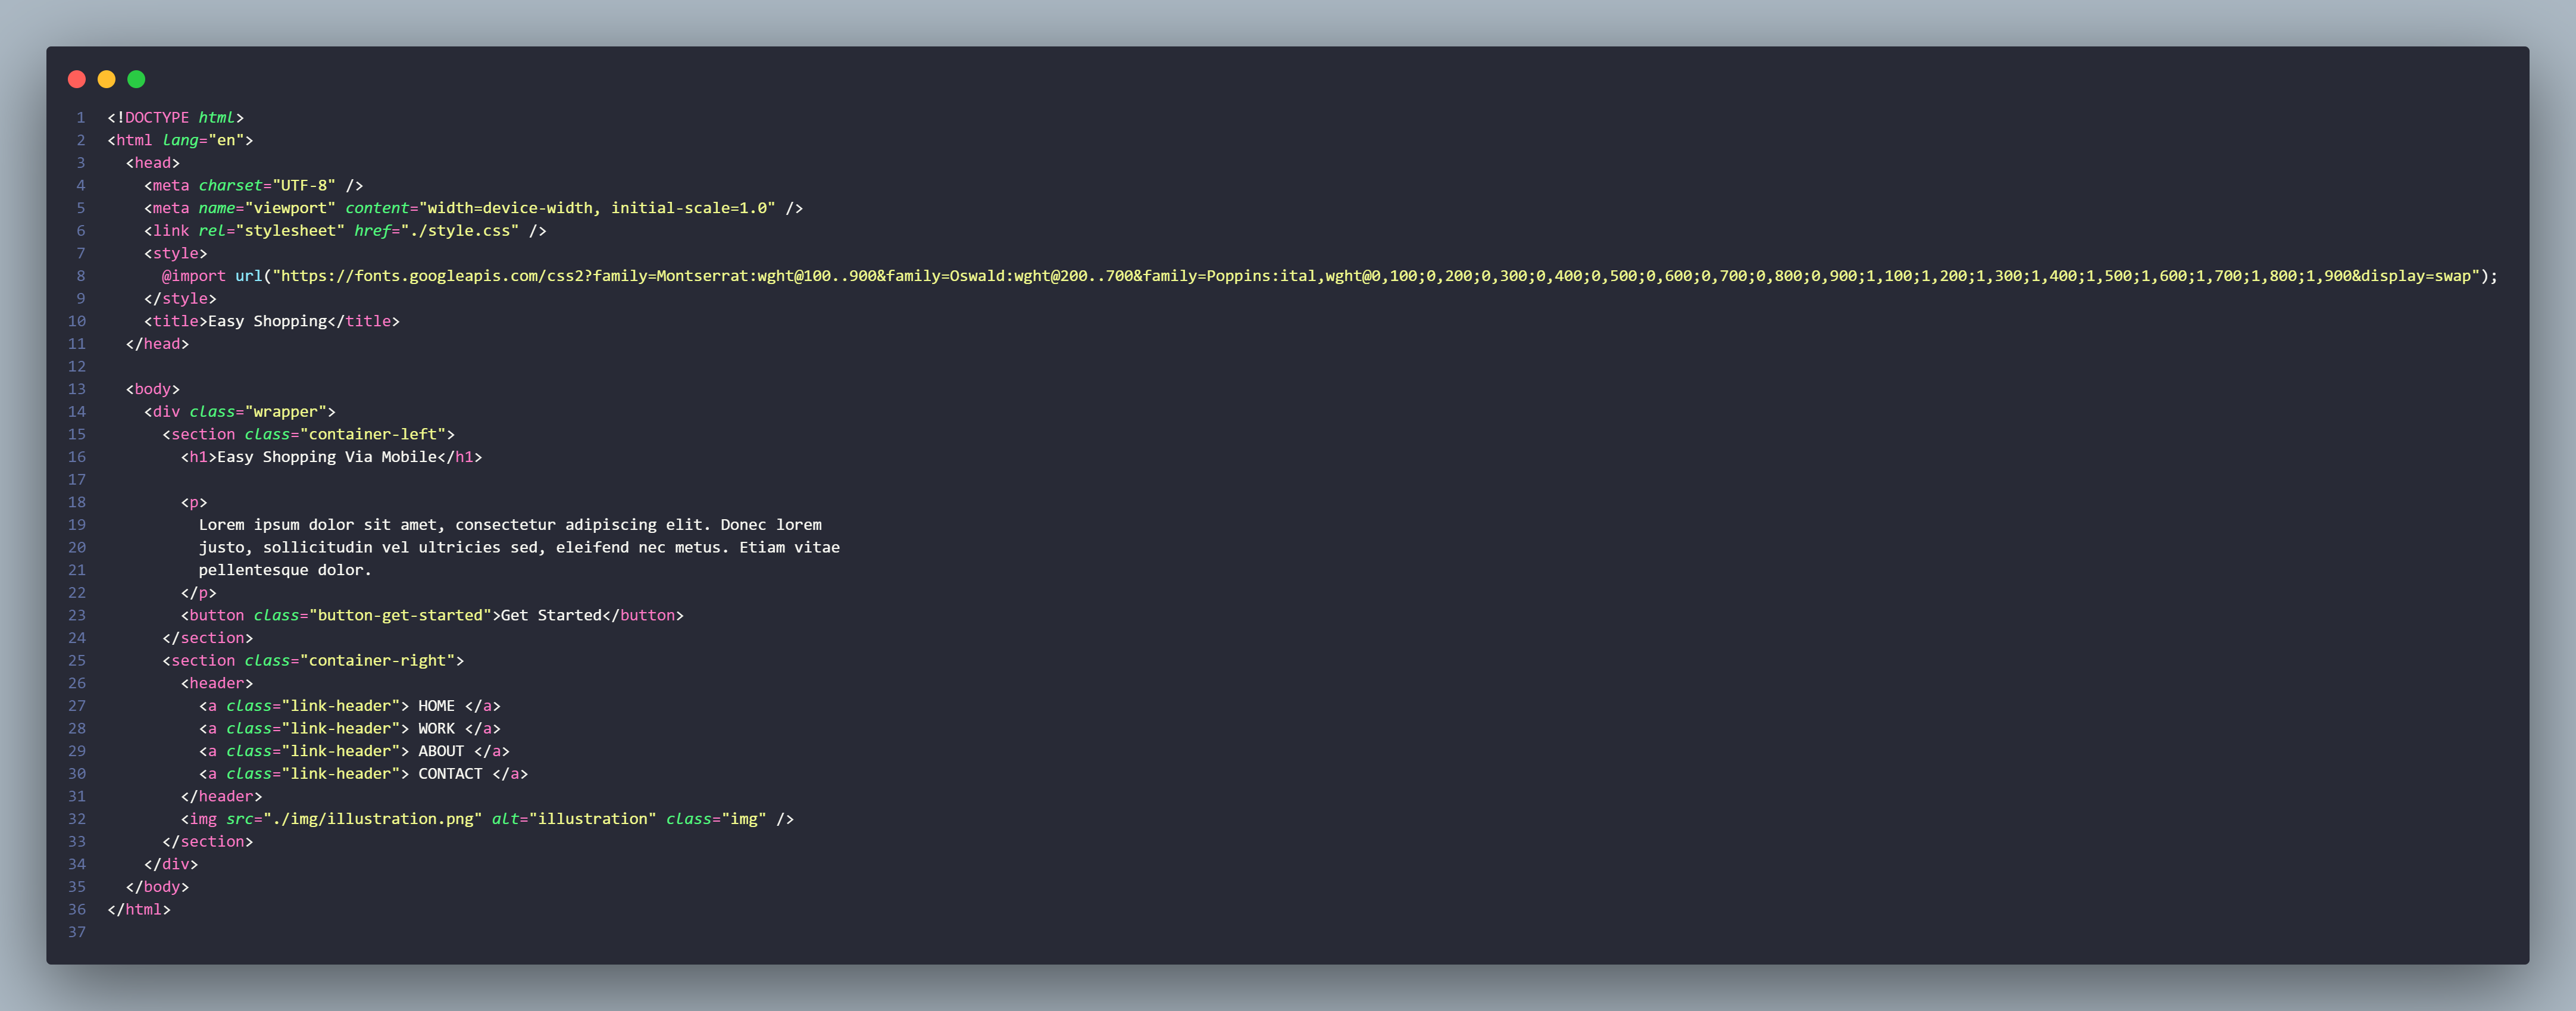 1 <!DOCTYPE html>
2 <html lang="en">
3   <head>
4     <meta charset="UTF-8" />
5     <meta name="viewport" content="width=device-width, initial-scale=1.0" />
6     <link rel="stylesheet" href="./style.css" />
7     <style>
8       @import url("https://fonts.googleapis.com/css2?family=Montserrat:wght@100..900&family=Oswald:wght@200..700&family=Poppins:ital,wght@0,100;0,200;0,300;0,400;0,500;0,600;0,700;0,800;0,900;1,100;1,200;1,300;1,400;1,500;1,600;1,700;1,800;1,900&display=swap");
9     </style>
10     <title>Easy Shopping</title>
11   </head>
12
13   <body>
14     <div class="wrapper">
15       <section class="container-left">
16         <h1>Easy Shopping Via Mobile</h1>
17
18         <p>
19           Lorem ipsum dolor sit amet, consectetur adipiscing elit. Donec lorem
20           justo, sollicitudin vel ultricies sed, eleifend nec metus. Etiam vitae
21           pellentesque dolor.
22         </p>
23         <button class="button-get-started">Get Started</button>
24       </section>
25       <section class="container-right">
26         <header>
27           <a class="link-header"> HOME </a>
28           <a class="link-header"> WORK </a>
29           <a class="link-header"> ABOUT </a>
30           <a class="link-header"> CONTACT </a>
31         </header>
32         <img src="./img/illustration.png" alt="illustration" class="img" />
33       </section>
34     </div>
35   </body>
36 </html>
37